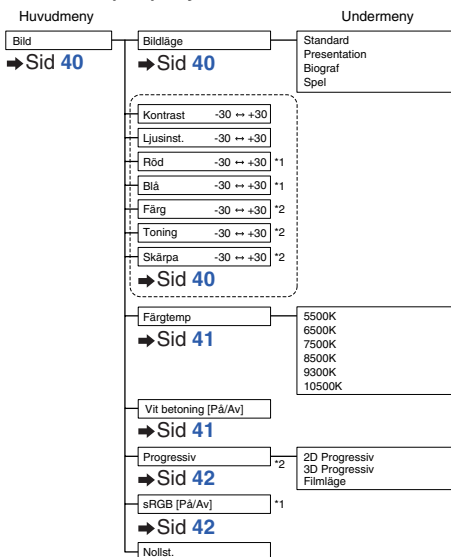 Huvudmeny
Undermeny
Bild
➡Sid 40
Bildläge
➡Sid 40
Standard
Presentation
Biograf
Spel
Kontrast -30 ↔ +30
Ljusinst. -30 ↔ +30
Röd -30 ↔ +30 *1
Blå -30 ↔ +30 *1
Färg -30 ↔ +30 *2
Toning -30 ↔ +30 *2
Skärpa -30 ↔ +30 *2
➡Sid 40
Färgtemp
➡Sid 41
5500K
6500K
7500K
8500K
9300K
10500K
Vit betoning [På/Av]
➡Sid 41
Progressiv *2
➡Sid 42
2D Progressiv
3D Progressiv
Filmläge
sRGB [På/Av] *1
➡Sid 42
Nollst.